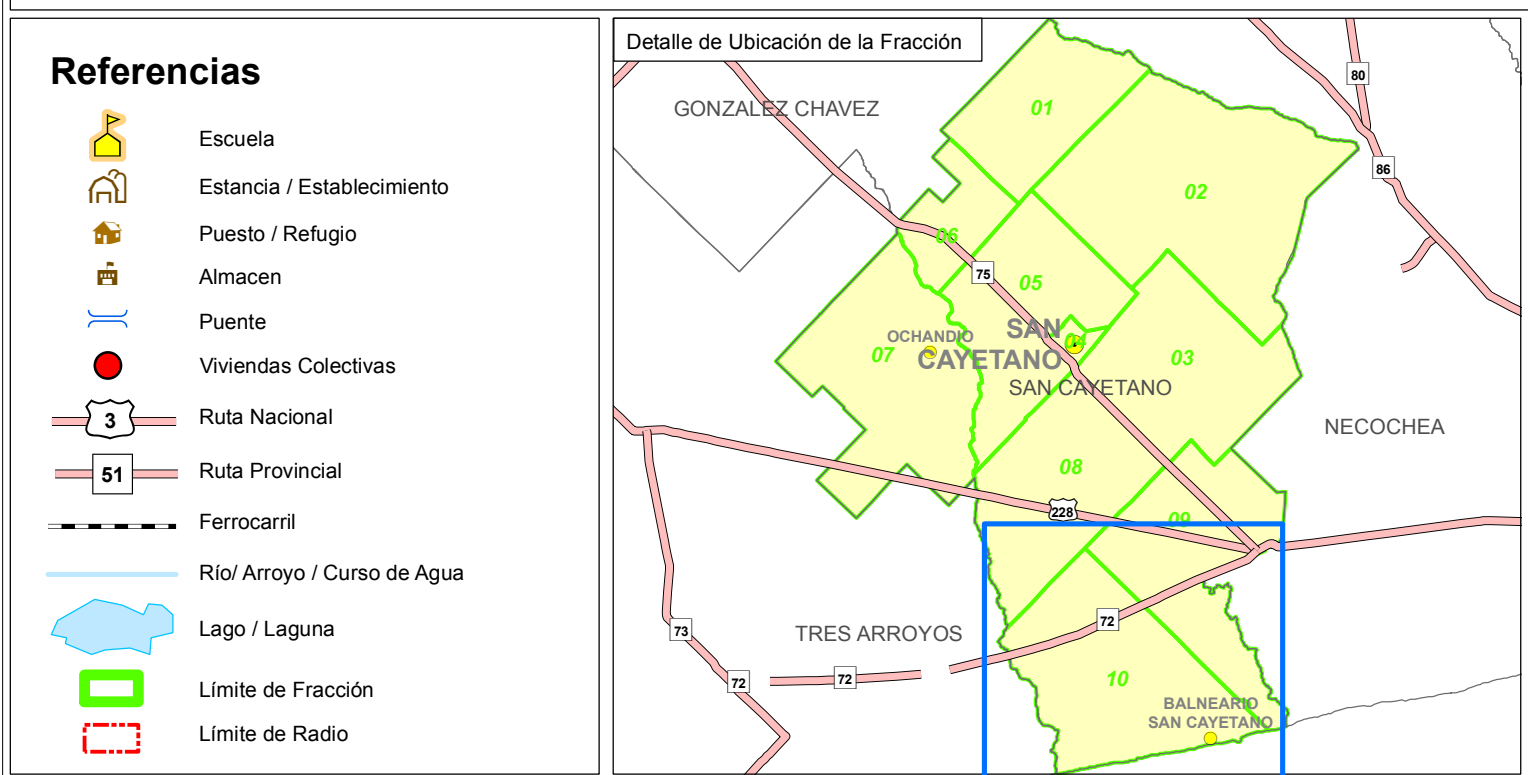 Referencias
Escuela
Estancia / Establecimiento
Puesto / Refugio
Almacen
Puente
Viviendas Colectivas
3
Ruta Nacional
51
Ruta Provincial
Ferrocarril
Río/ Arroyo / Curso de Agua
Lago / Laguna
Límite de Fracción
Límite de Radio
Detalle de Ubicación de la Fracción
80
GONZALEZ CHAVEZ
01
86
02
06
75
05
OCHANDIO
SAN
CAYETANO
04
07
03
SAN CAYETANO
NECOCHEA
08
228
09
72
73
TRES ARROYOS
72
72
10
BALNEARIO
SAN CAYETANO